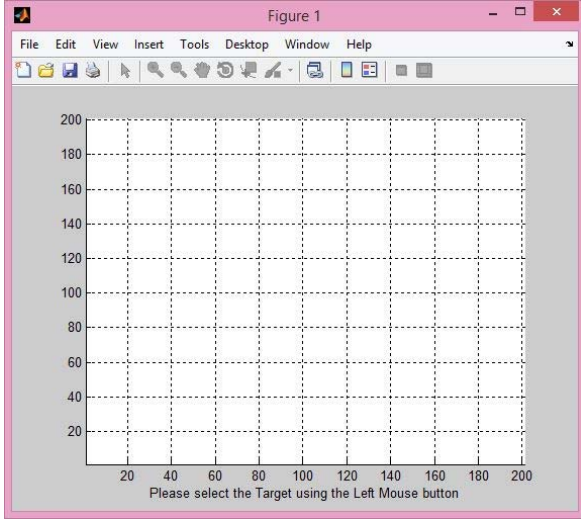 Figure 1
File Edit View Insert Tools Desktop Window Help
200
180
160
140
120
100
80
60
40
20
20 40 60 80 100 120 140 160 180 200
Please select the Target using the Left Mouse button